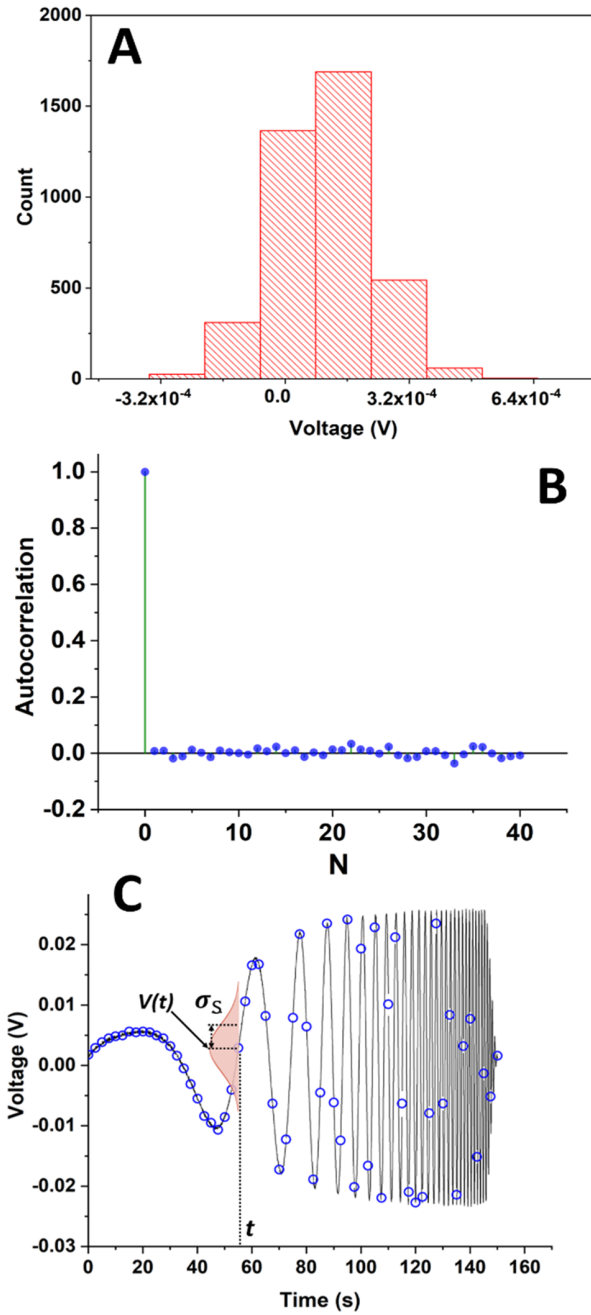 A
2000
1500
1000
500
0
Count
-3.2x10⁻⁴ 0.0 3.2x10⁻⁴ 6.4x10⁻⁴
Voltage (V)
B
1.0
0.8
0.6
0.4
0.2
0.0
-0.2
Autocorrelation
0 10 20 30 40
N
C
0.02
0.01
0.00
-0.01
-0.02
-0.03
Voltage (V)
V(t)
σS
t
0 20 40 60 80 100 120 140 160
Time (s)